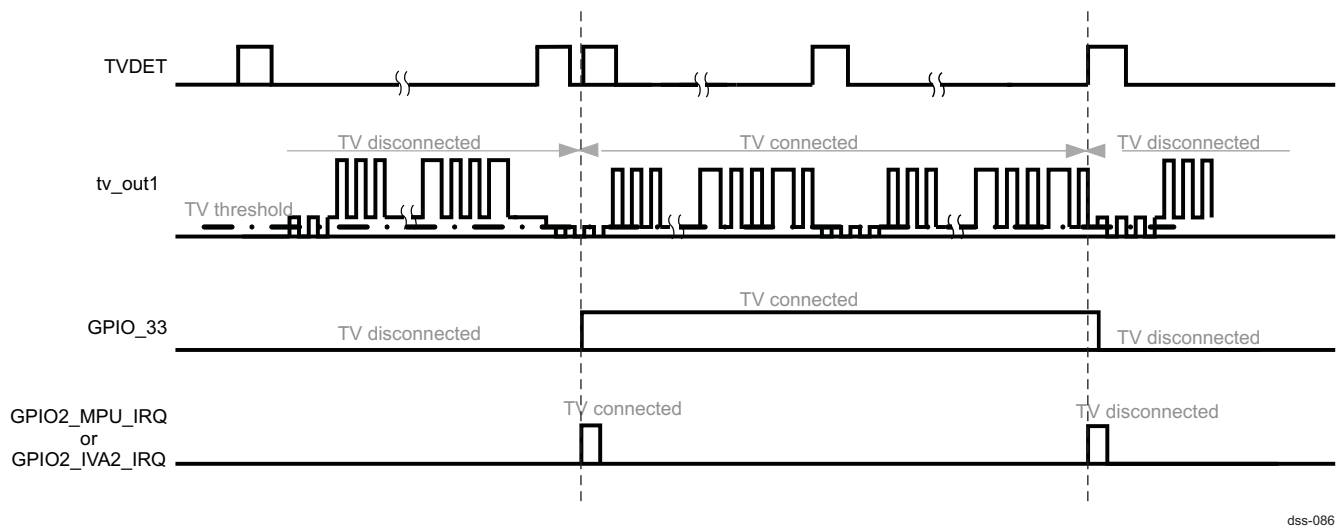 TVDET
TV disconnected
TV connected
TV disconnected
tv_out1
TV threshold
TV connected
GPIO_33
TV disconnected
TV disconnected
GPIO2_MPU_IRQ
or
GPIO2_IVA2_IRQ
TV connected
TV disconnected
dss-086